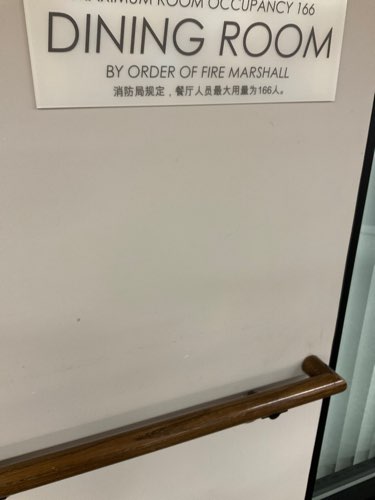 MAXIMUM ROOM OCCUPANCY 166
DINING ROOM
BY ORDER OF FIRE MARSHALL
消防局规定，餐厅人员最大用量为166人。